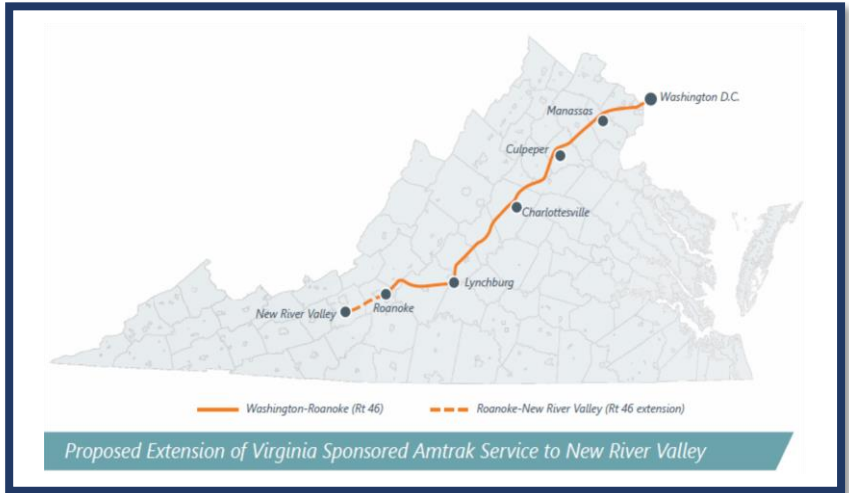 Washington D.C.
Manassas
Culpeper
Charlottesville
Lynchburg
Roanoke
New River Valley
Washington-Roanoke (Rt 46)
Roanoke-New River Valley (Rt 46 extension)
Proposed Extension of Virginia Sponsored Amtrak Service to New River Valley